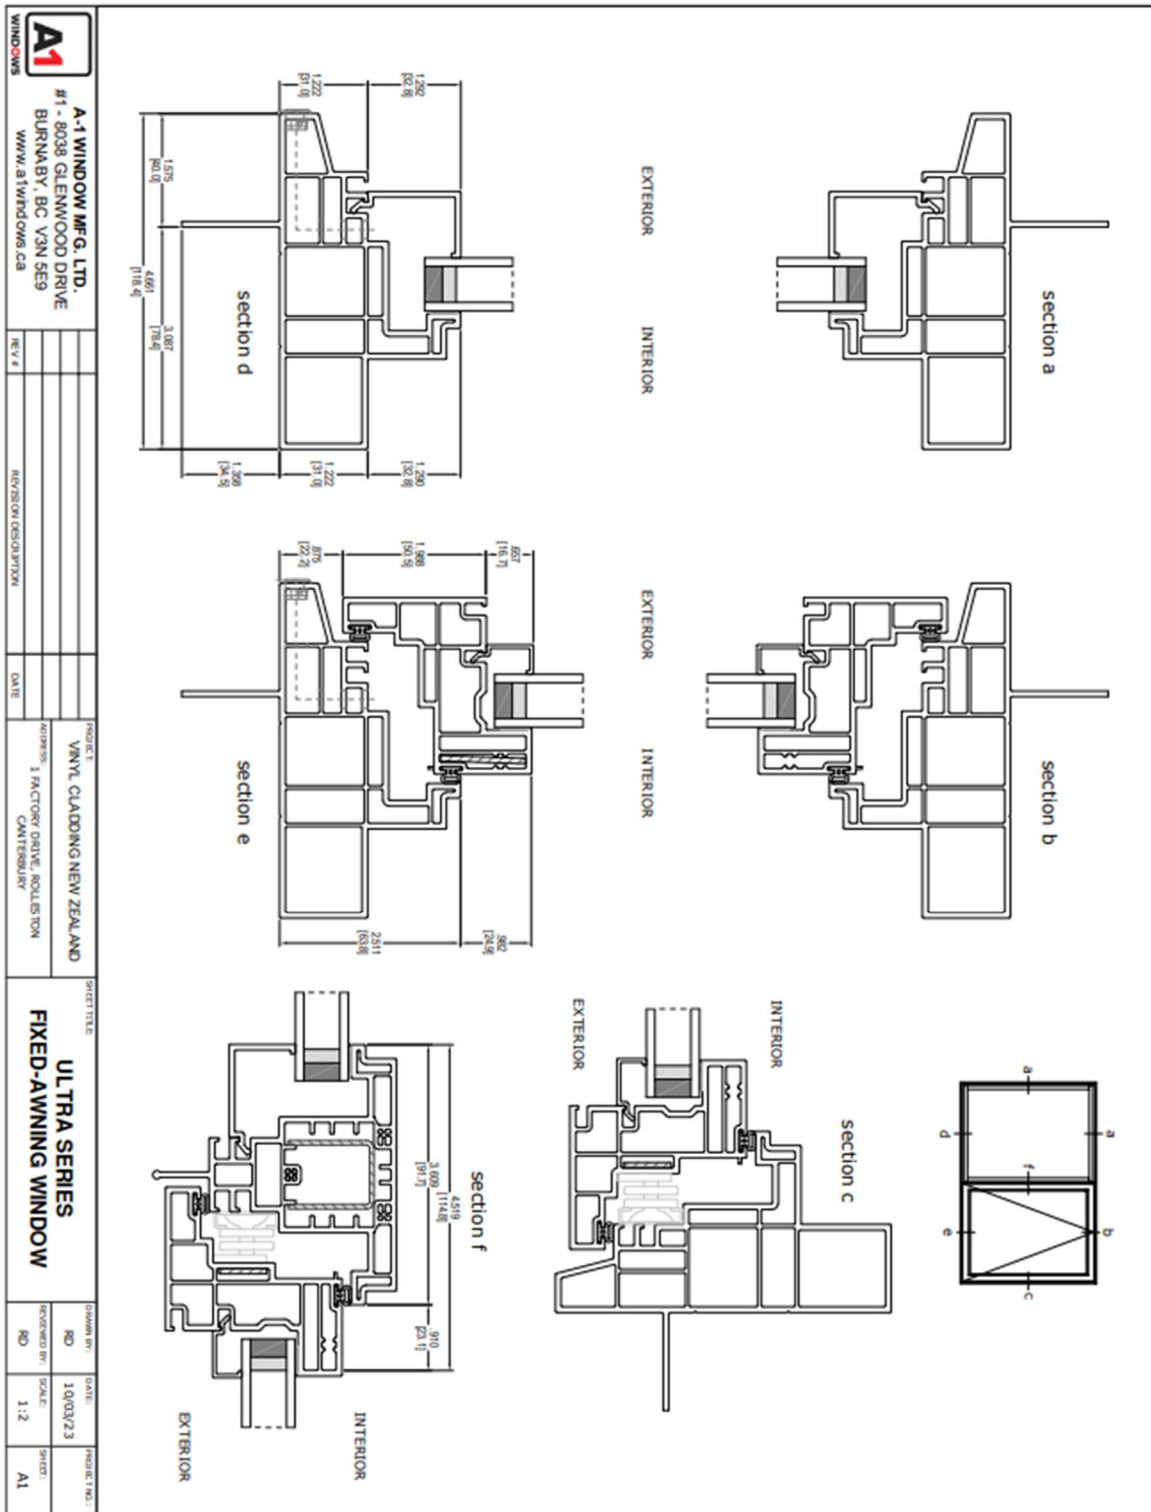 section a
section b
section c
EXTERIOR
INTERIOR
EXTERIOR
INTERIOR
INTERIOR
EXTERIOR
a
a
b
c
d
e
f
1.292
[32.8]
1.222
[31.0]
1.575
[40.0]
3.087
[78.4]
4.661
[118.4]
1.290
[32.8]
1.222
[31.0]
1.358
[34.5]
section d
.657
[16.7]
1.988
[50.5]
.875
[22.2]
.982
[24.9]
2.511
[63.8]
section e
section f
4.519
[114.8]
3.609
[91.7]
.910
[23.1]
INTERIOR
EXTERIOR
A1
WINDOWS
A-1 WINDOW MFG. LTD.
#1 - 8038 GLENWOOD DRIVE
BURNABY, BC V3N 5E9
www.a1windows.ca
REV #
REVISION DESCRIPTION
DATE
PROJECT:
VINYL CLADDING NEW ZEALAND
ADDRESS:
1 FACTORY DRIVE, ROLLESTON
CANTERBURY
SHEET TITLE:
ULTRA SERIES
FIXED-AWNING WINDOW
DRAWN BY:
RD
DATE:
10/03/23
PROJECT NO.:
REVIEWED BY:
RD
SCALE:
1:2
SHEET:
A1